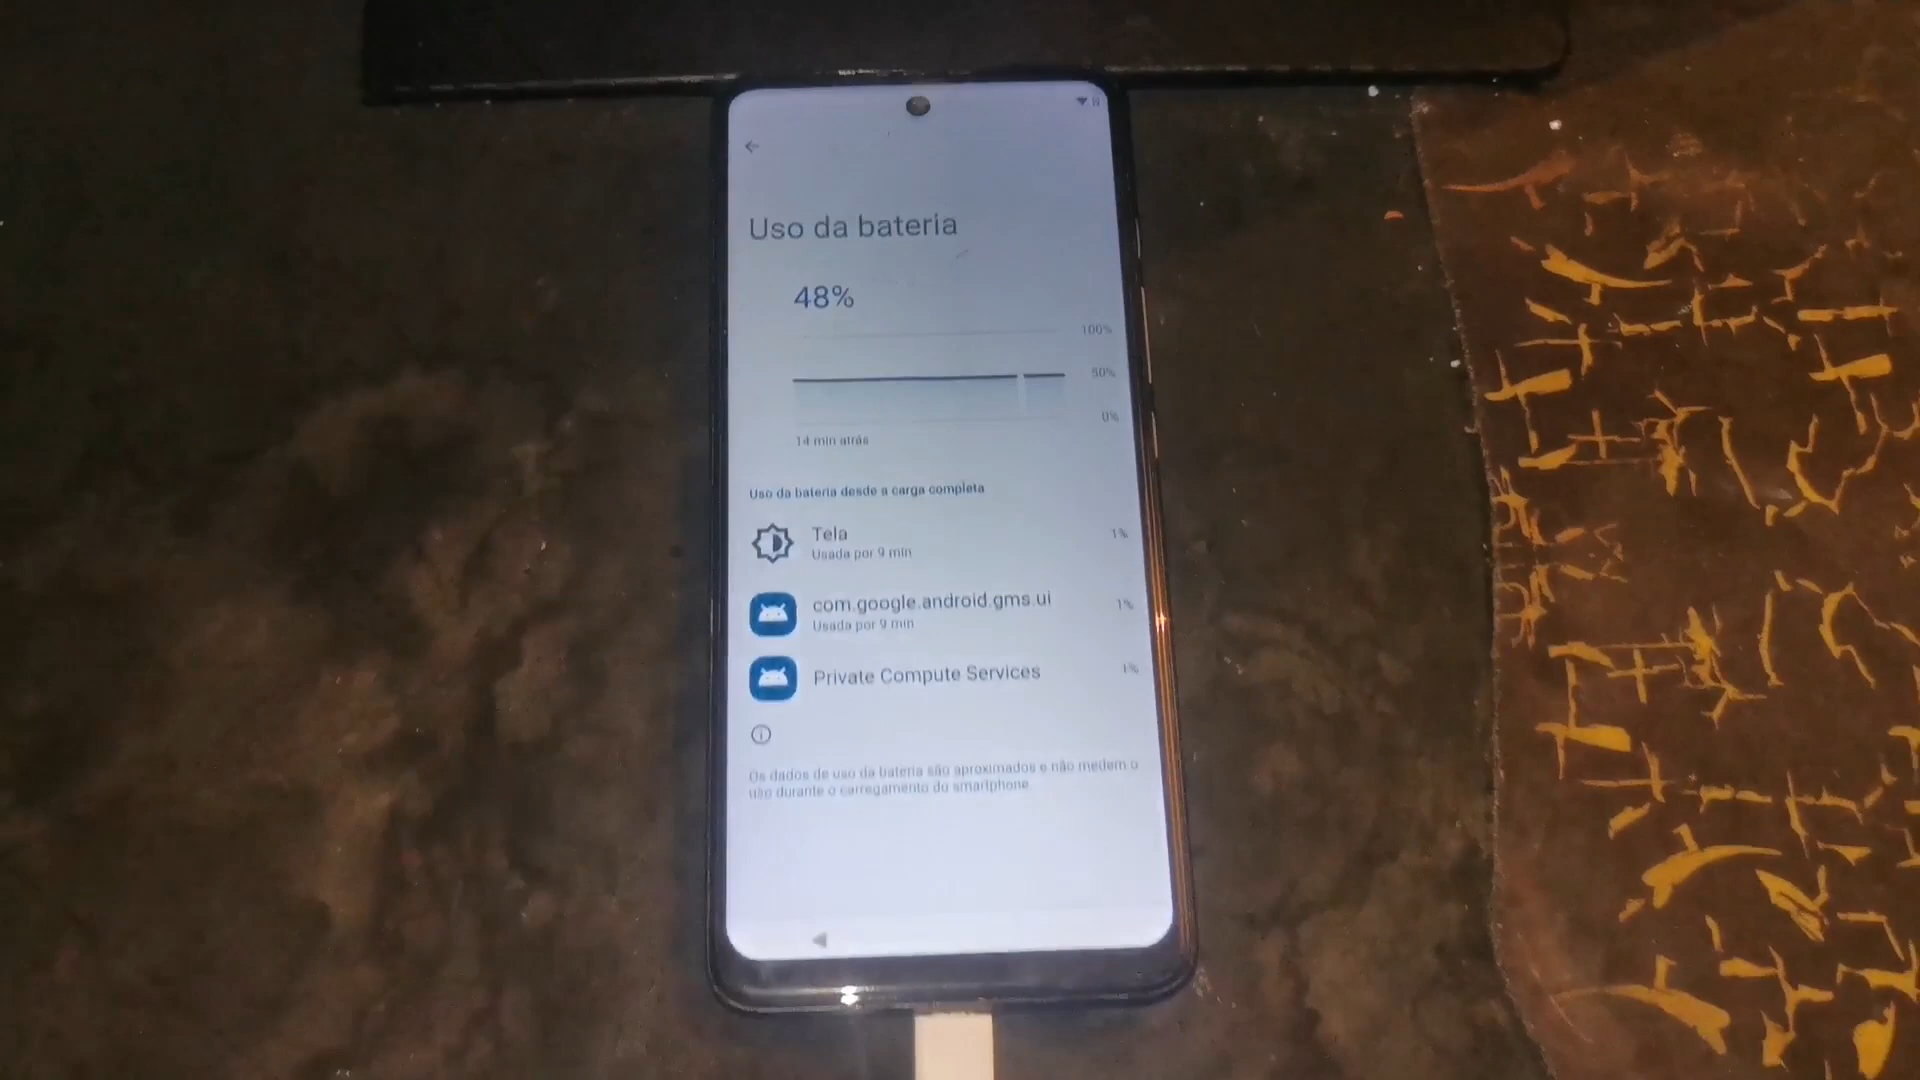 Uso da bateria
48%
100%
50%
0%
14 min atrás
Uso da bateria desde a carga completa
Tela
1%
Usada por 9 min
com.google.android.gms.ui
1%
Usada por 9 min
Private Compute Services
1%
Os dados de uso da bateria são aproximados e não medem o
uso durante o carregamento do smartphone